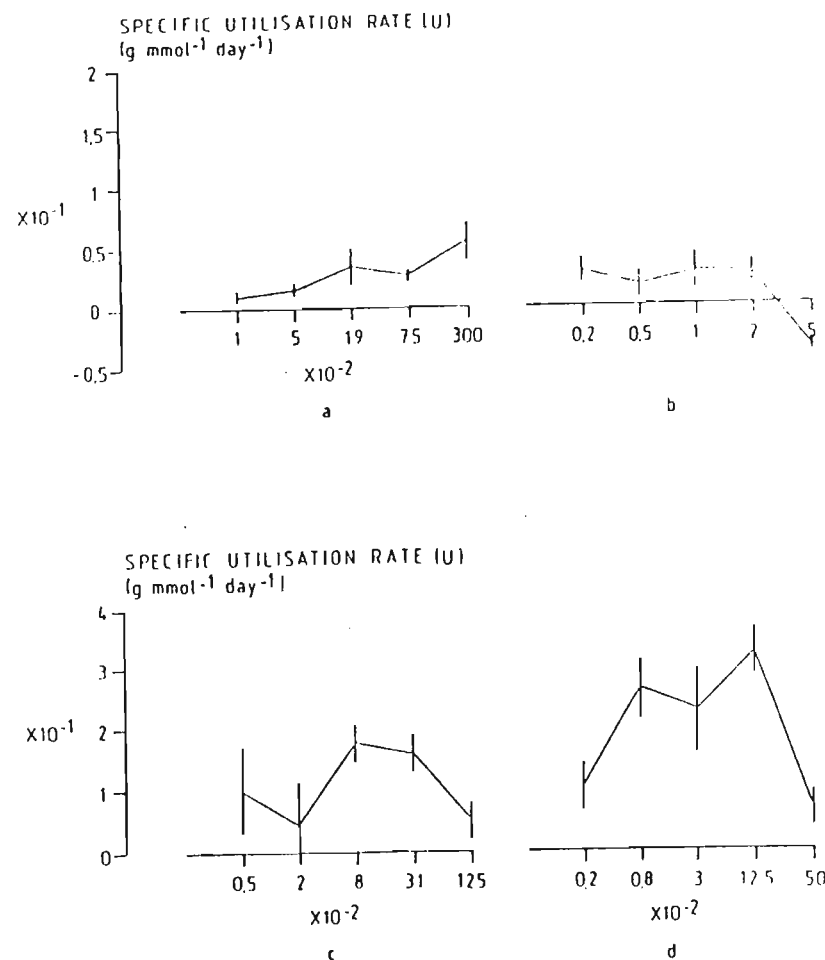 SPECIFIC UTILISATION RATE (U)
(g mmol⁻¹ day⁻¹)
2
1,5
1
X10⁻¹
0,5
0
-0,5
1 5 19 75 300
X10⁻²
a
0.2 0.5 1 2 5
b
SPECIFIC UTILISATION RATE (U)
(g mmol⁻¹ day⁻¹)
4
3
X10⁻¹
2
1
0
0,5 2 8 31 125
X10⁻²
c
0.2 0.8 3 12.5 50
X10⁻²
d